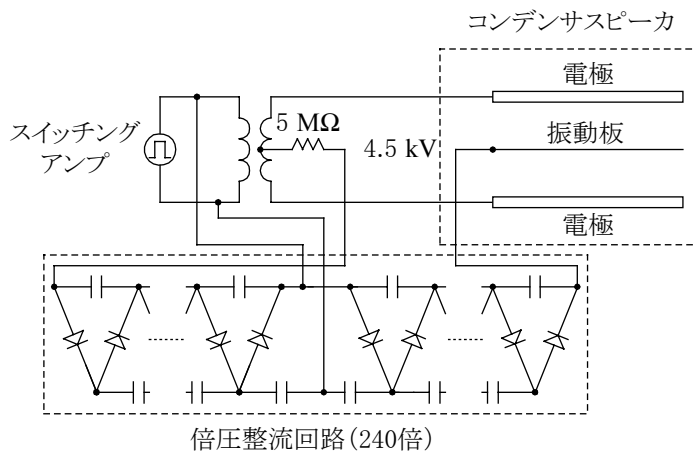 コンデンサスピーカ
電極
5 MΩ
スイッチング
アンプ
4.5 kV
振動板
電極
倍圧整流回路(240倍)